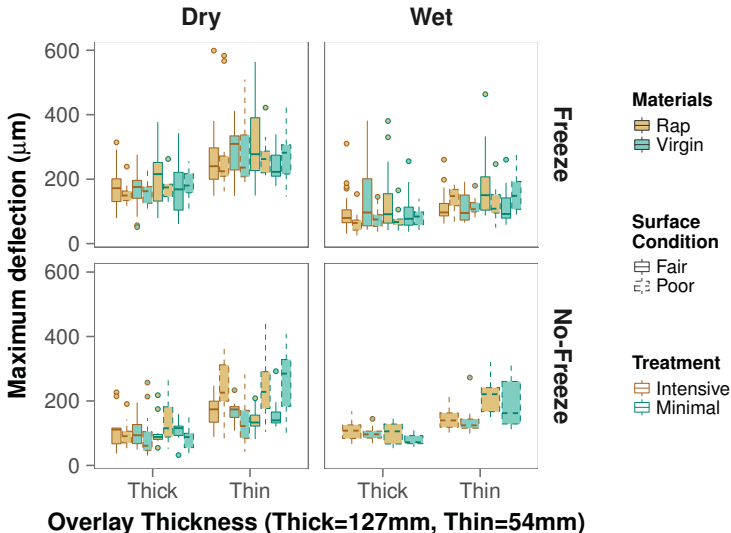 Dry
Wet
Maximum deflection (μm)
600
400
200
0
Freeze
600
400
200
0
No-Freeze
Thick
Thin
Thick
Thin
Overlay Thickness (Thick=127mm, Thin=54mm)
Materials
Rap
Virgin
Surface
Condition
Fair
Poor
Treatment
Intensive
Minimal